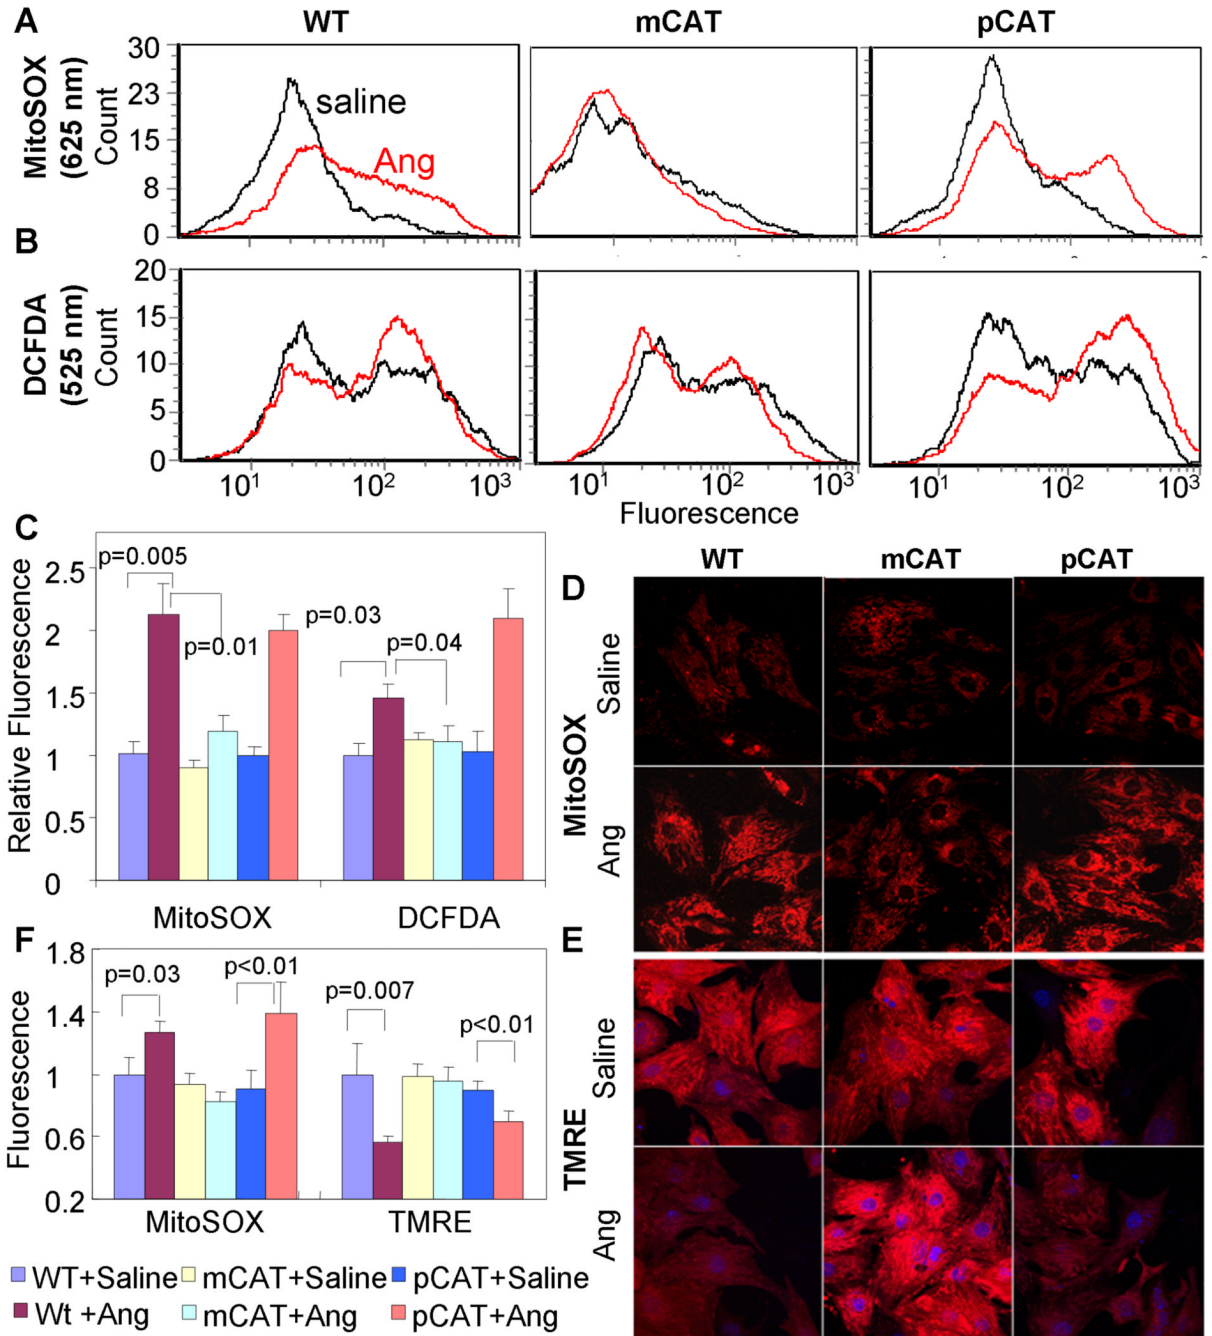 A WT mCAT pCAT
MitoSOX
(625 nm)
Count
30
23
15
8
0
saline
Ang
B
DCFDA
(525 nm)
Count
20
15
10
5
0
10¹ 10² 10³ 10¹ 10² 10³ 10¹ 10² 10³
Fluorescence
C
Relative Fluorescence
2.5
2
1.5
1
0.5
0
p=0.005
p=0.01
p=0.03
p=0.04
MitoSOX DCFDA
D
WT mCAT pCAT
MitoSOX
Saline
Ang
E
TMRE
Saline
Ang
F
Fluorescence
1.8
1.4
1
0.6
0.2
p=0.03
p<0.01
p=0.007
p<0.01
MitoSOX TMRE
WT+Saline mCAT+Saline pCAT+Saline
Wt +Ang mCAT+Ang pCAT+Ang